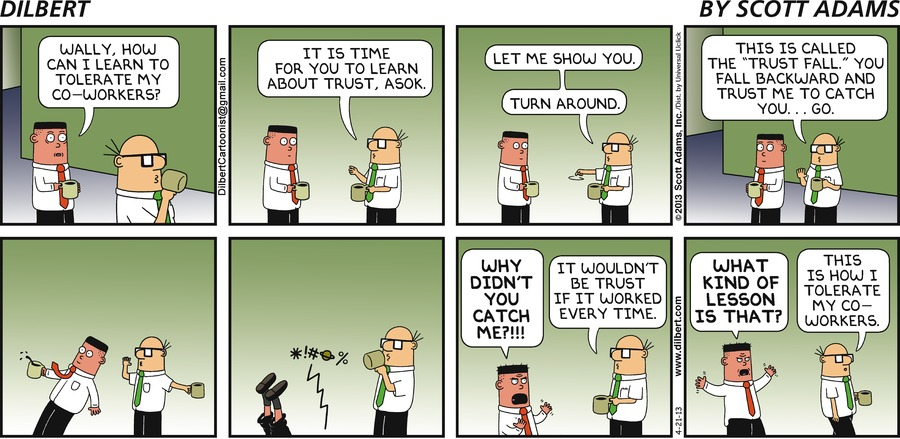 DILBERT
BY SCOTT ADAMS
WALLY, HOW
CAN I LEARN TO
TOLERATE MY
CO-WORKERS?
DilbertCartoonist@gmail.com
IT IS TIME
FOR YOU TO LEARN
ABOUT TRUST, ASOK.
LET ME SHOW YOU.
TURN AROUND.
©2013 Scott Adams, Inc./Dist. by Universal Uclick
THIS IS CALLED
THE "TRUST FALL." YOU
FALL BACKWARD AND
TRUST ME TO CATCH
YOU...GO.
*!#%
WHY
DIDN'T
YOU
CATCH
ME?!!!
IT WOULDN'T
BE TRUST
IF IT WORKED
EVERY TIME.
4-21-13 www.dilbert.com
WHAT
KIND OF
LESSON
IS THAT?
THIS
IS HOW I
TOLERATE
MY CO-
WORKERS.